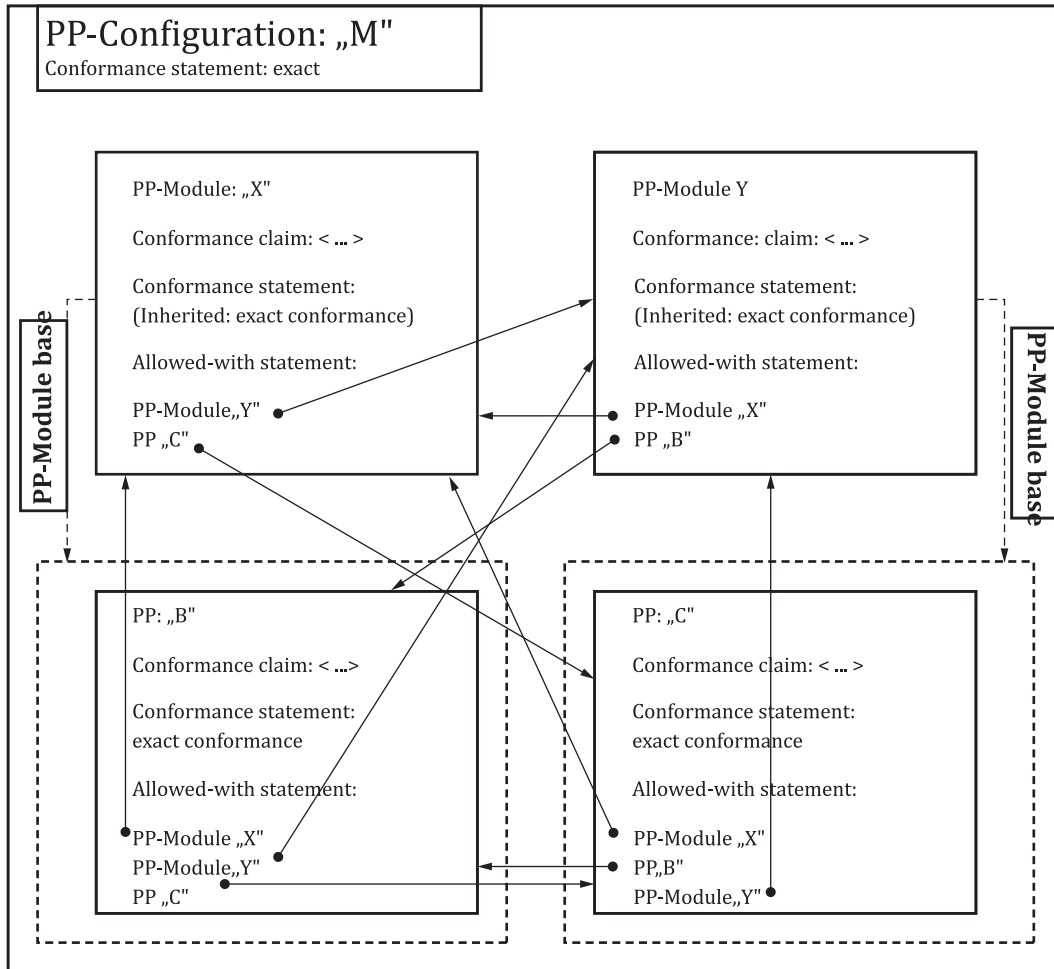 PP-Configuration: „M"
Conformance statement: exact
PP-Module: „X"
Conformance claim: < ... >
Conformance statement:
(Inherited: exact conformance)
Allowed-with statement:
PP-Module„Y"
PP „C"
PP-Module Y
Conformance: claim: < ... >
Conformance statement:
(Inherited: exact conformance)
Allowed-with statement:
PP-Module „X"
PP „B"
PP-Module base
PP-Module base
PP: „B"
Conformance claim: < ...>
Conformance statement:
exact conformance
Allowed-with statement:
PP-Module „X"
PP-Module„Y"
PP „C"
PP: „C"
Conformance claim: < ... >
Conformance statement:
exact conformance
Allowed-with statement:
PP-Module „X"
PP„B"
PP-Module„Y"